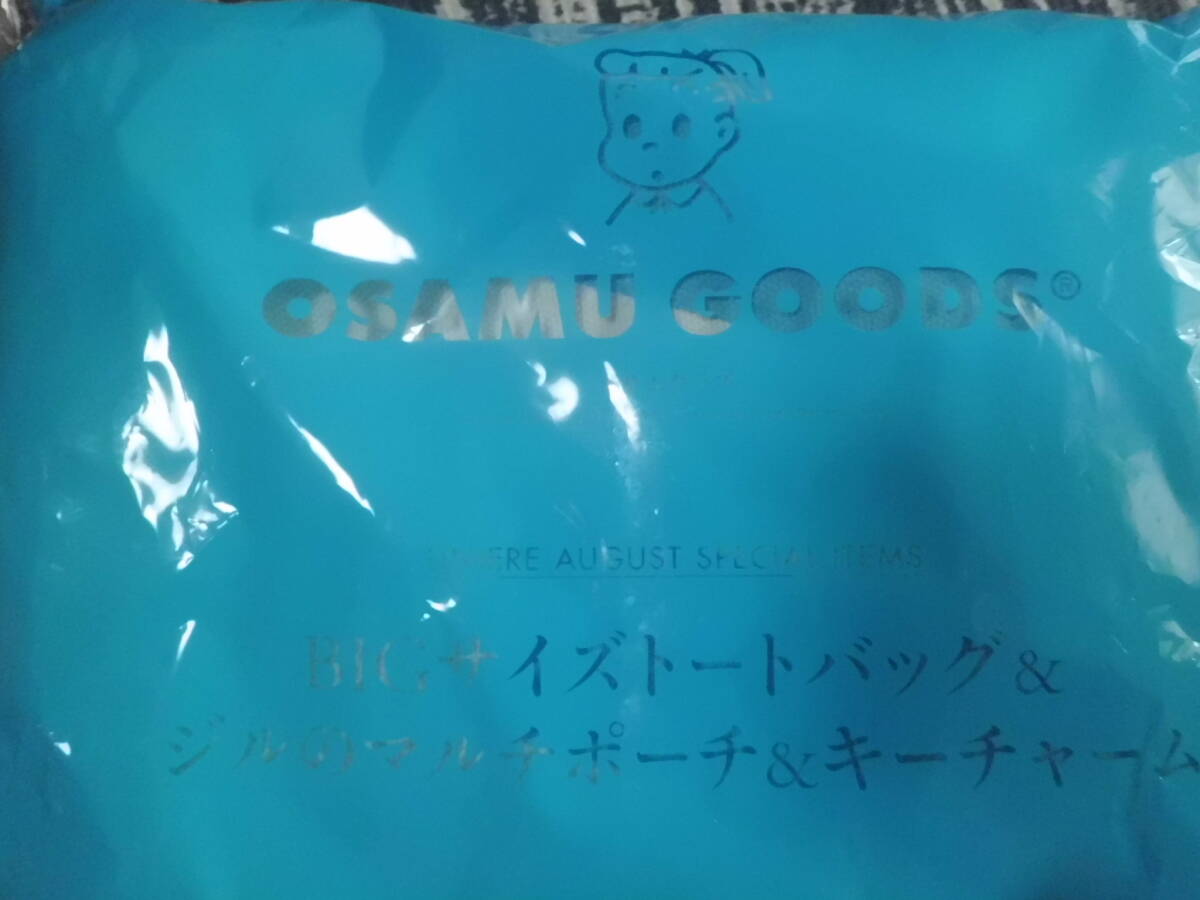 OSAMU GOODS®
AUGUST SPECIAL ITEMS
BIGサイズトートバッグ&
ジルのマルチポーチ&キーチャーム